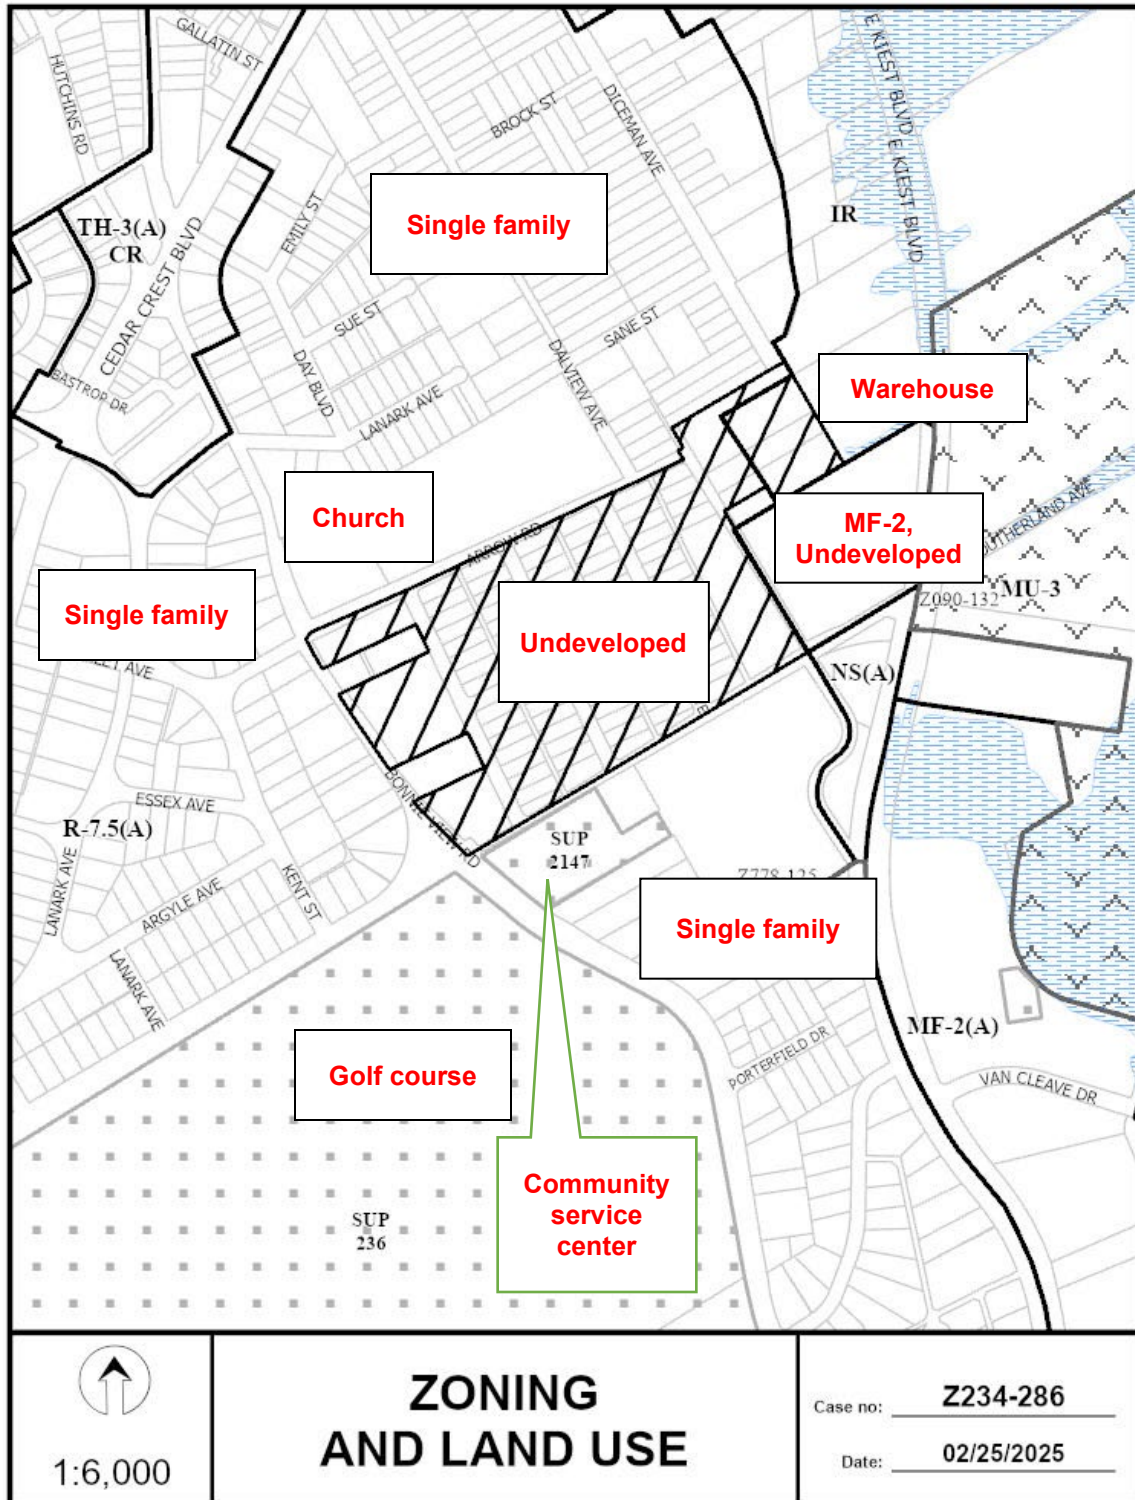 GALLATIN ST
HUTCHINS RD
E KIEST BLVD
E KIEST BLVD
BROCK ST
DICEMAN AVE
Single family
IR
TH-3(A)
CR
CEDAR CREST BLVD
EMILY ST
SUE ST
SANE ST
DAY BLVD
DALVIEW AVE
BASTROP DR
LANARK AVE
Warehouse
Church
ARROW RD
MF-2,
Undeveloped
Single family
Undeveloped
Z090-132
MU-3
NS(A)
ESSEX AVE
R-7.5(A)
BONNIE VIEW RD
SUP
2147
Z778-125
LANARK AVE
ARGYLE AVE
KENT ST
LANARK AVE
Single family
MF-2(A)
Golf course
PORTERFIELD DR
VAN CLEAVE DR
Community
service
center
SUP
236
1:6,000
ZONING
AND LAND USE
Case no: Z234-286
Date: 02/25/2025